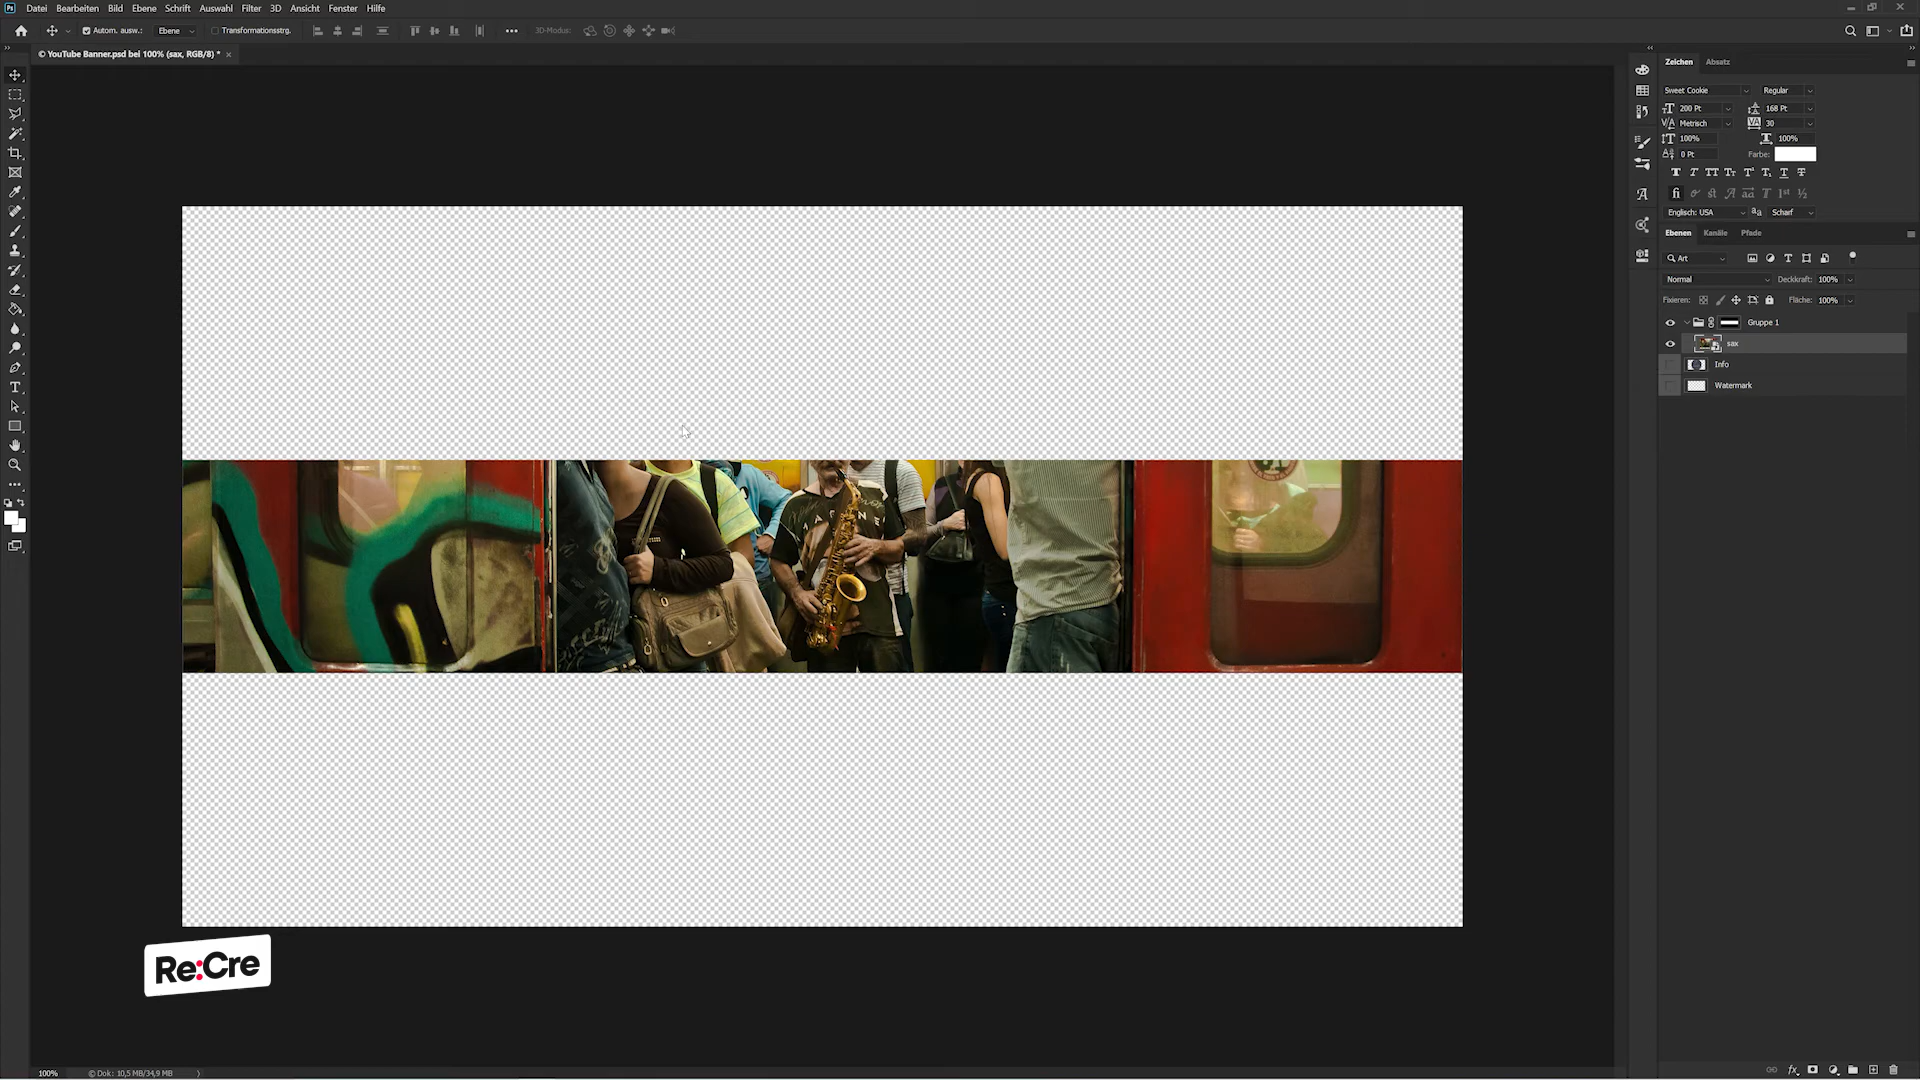 Ps Datei Bearbeiten Bild Ebene Schrift Auswahl Filter 3D Ansicht Fenster Hilfe
Autom. ausw.: Ebene Transformationsstrg. 3D-Modus:
© YouTube Banner.psd bei 100% (sax, RGB/8) * ×
Zeichen Absatz
Sweet Cookie Regular
200 Pt 168 Pt
Metrisch 30
100% 100%
0 Pt Farbe:
Englisch: USA Scharf
Ebenen Kanäle Pfade
Art
Normal Deckkraft: 100%
Fixieren: Fläche: 100%
Gruppe 1
sax
Info
Watermark
Re:Cre
100% © Dok: 10,5 MB/34,9 MB